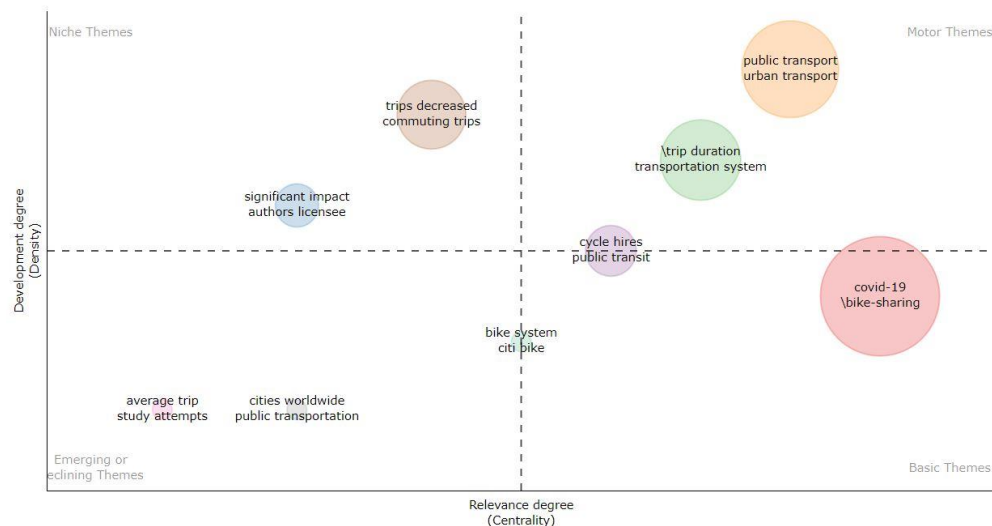 Niche Themes
Motor Themes
public transport
urban transport
trips decreased
commuting trips
\trip duration
transportation system
significant impact
authors licensee
cycle hires
public transit
covid-19
\bike-sharing
bike system
citi bike
average trip
study attempts
cities worldwide
public transportation
Emerging or
eclining Themes
Basic Themes
Development degree
(Density)
Relevance degree
(Centrality)